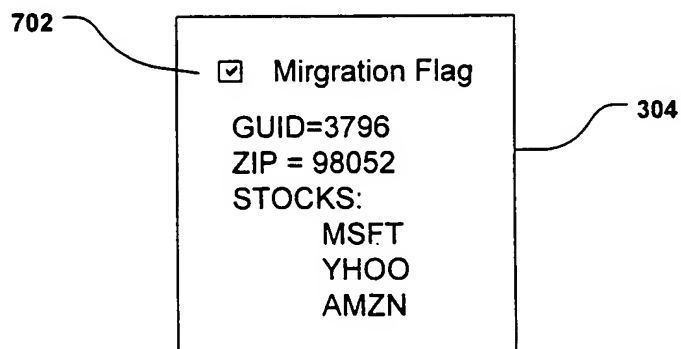 702
Mirgration Flag
304
GUID=3796
ZIP = 98052
STOCKS:
MSFT
YHOO
AMZN